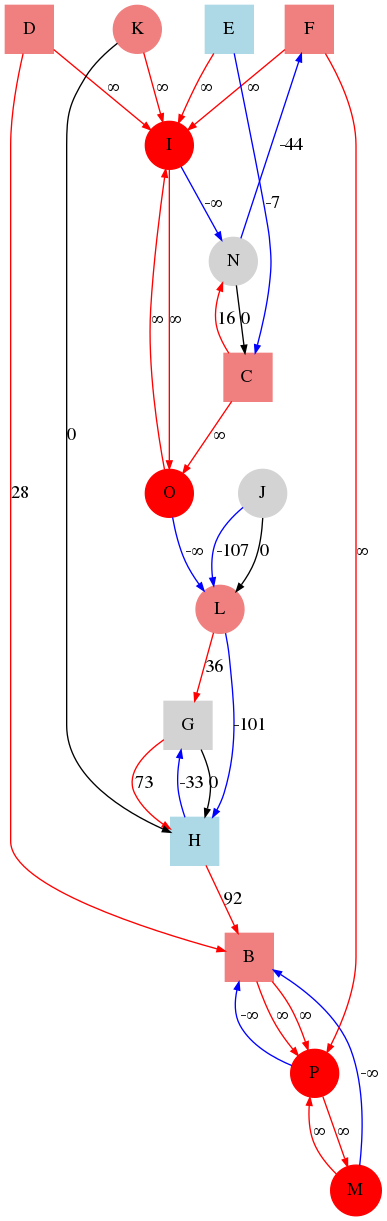 D K E F
∞ ∞ ∞ ∞
I
-44
-∞ -7
N
∞ ∞ 16 0
C
0 ∞
28 O J
-∞ -107 0 ∞
L
36
G -101
73 -33 0
H
92
B
-∞ ∞ ∞
P -∞
∞ ∞
M